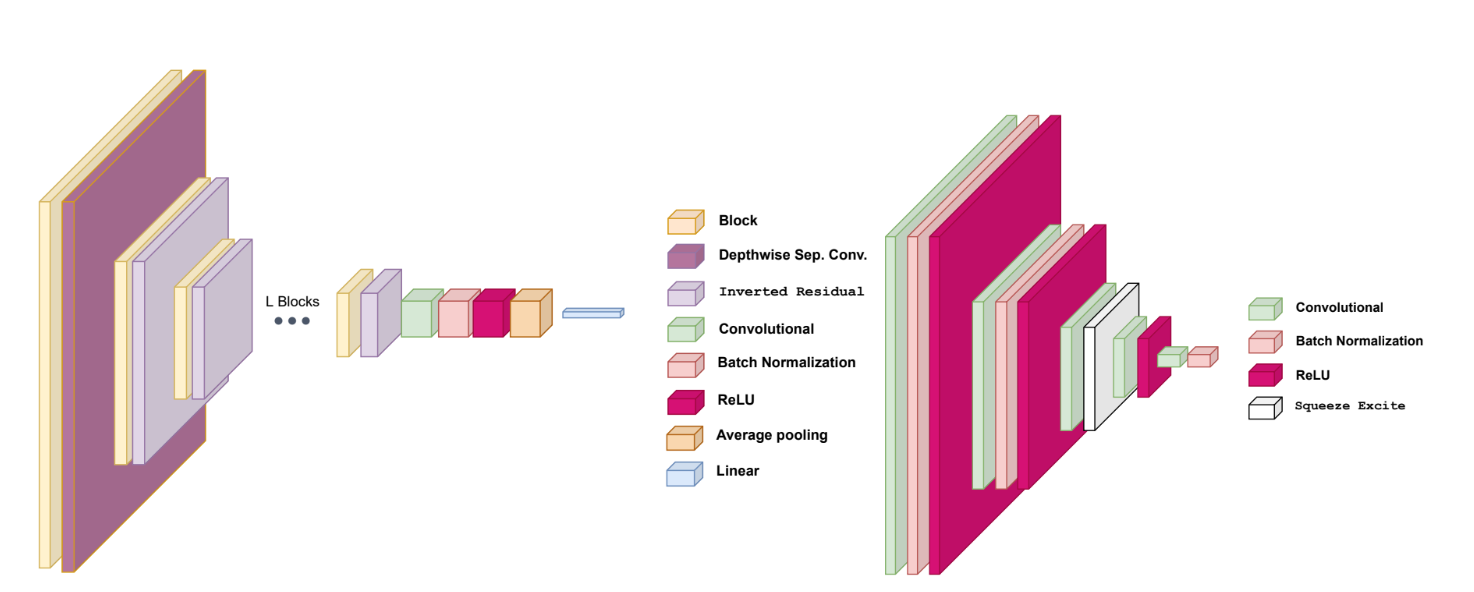 L Blocks
Block
Depthwise Sep. Conv.
Inverted Residual
Convolutional
Batch Normalization
ReLU
Average pooling
Linear
Convolutional
Batch Normalization
ReLU
Squeeze Excite